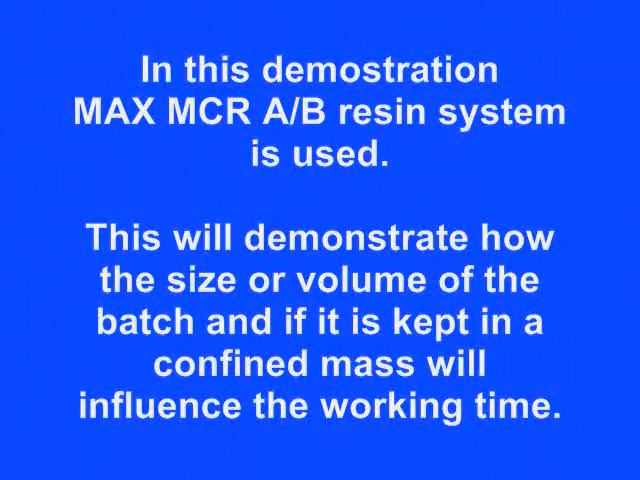 In this demostration
MAX MCR A/B resin system
is used.
This will demonstrate how
the size or volume of the
batch and if it is kept in a
confined mass will
influence the working time.